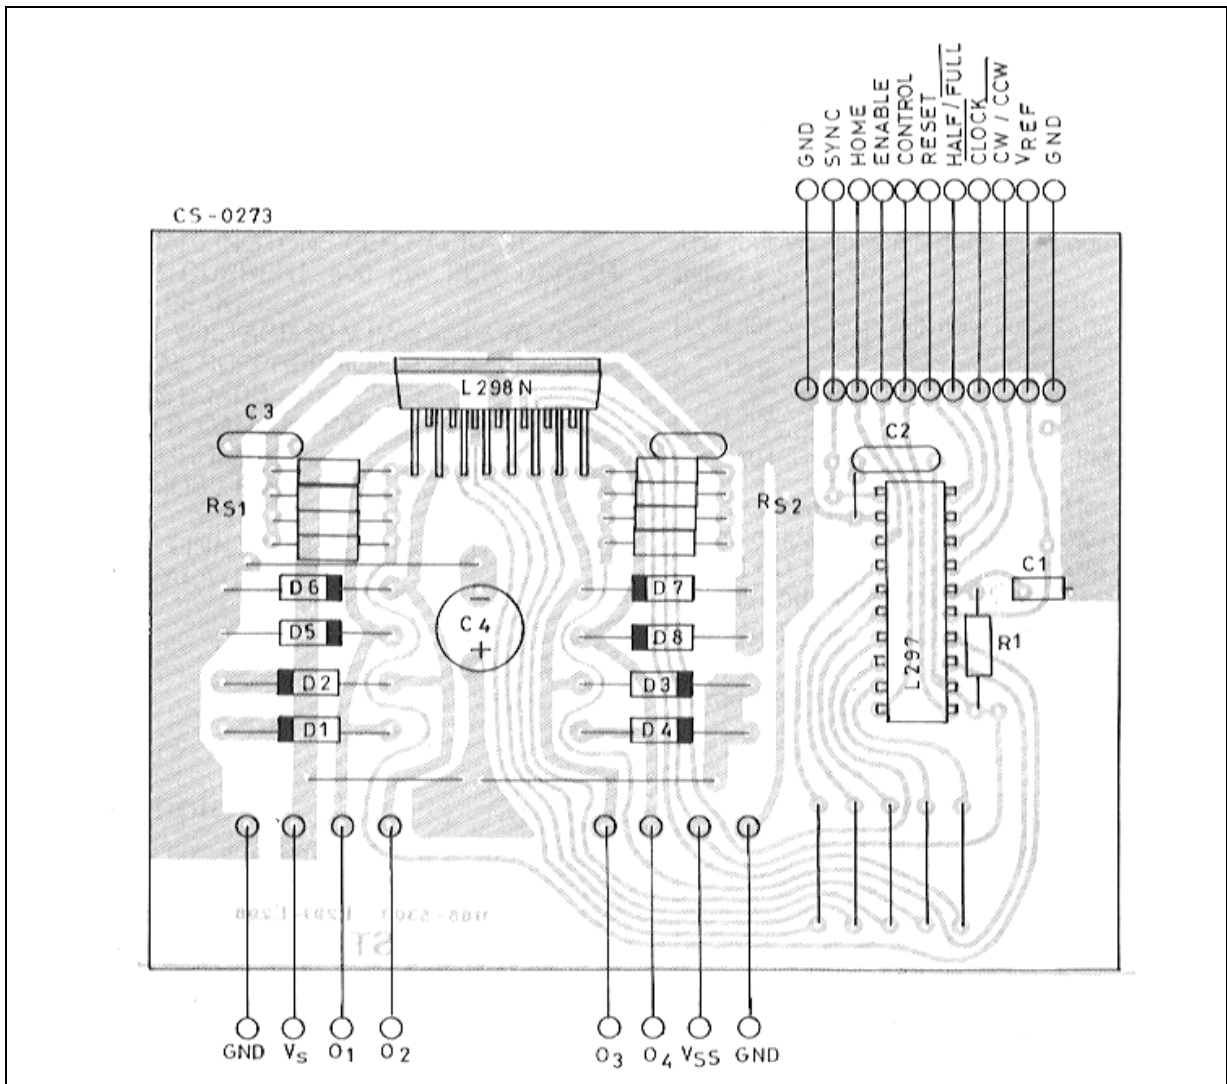 GND
SYNC
HOME
ENABLE
CONTROL
RESET
HALF/FULL
CLOCK
CW / CCW
VREF
GND
CS-0273
L298N
C3
C2
RS1
RS2
C1
D6
D7
C4
−
+
D5
D8
R1
L297
D2
D3
D1
D4
ST
GND
VS
O1
O2
O3
O4
VSS
GND